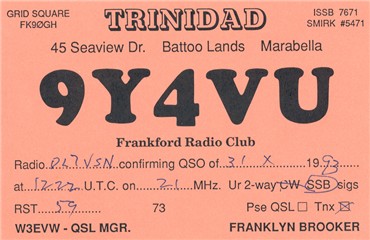 GRID SQUARE
FK90GH
TRINIDAD
ISSB 7671
SMIRK #5471
45 Seaview Dr. Battoo Lands Marabella
9Y4VU
Frankford Radio Club
Radio DL7VSN confirming QSO of 31 X 1993
at 1222 U.T.C. on 21 MHz. Ur 2-way CW SSB sigs
RST 59 73 Pse QSL ☐ Tnx ☒
W3EVW - QSL MGR. FRANKLYN BROOKER